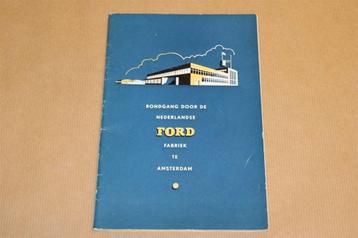 RONDGANG DOOR DE
NEDERLANDSE
FORD
FABRIEK
TE
AMSTERDAM